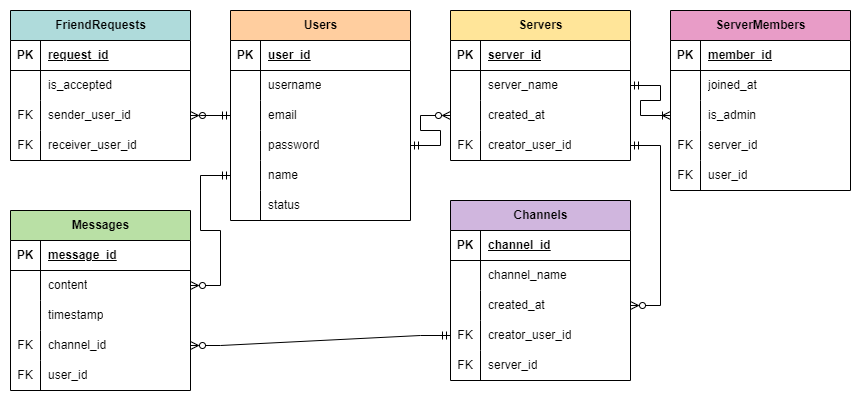 FriendRequests
PK request_id
is_accepted
FK sender_user_id
FK receiver_user_id
Users
PK user_id
username
email
password
name
status
Servers
PK server_id
server_name
created_at
FK creator_user_id
ServerMembers
PK member_id
joined_at
is_admin
FK server_id
FK user_id
Messages
PK message_id
content
timestamp
FK channel_id
FK user_id
Channels
PK channel_id
channel_name
created_at
FK creator_user_id
FK server_id